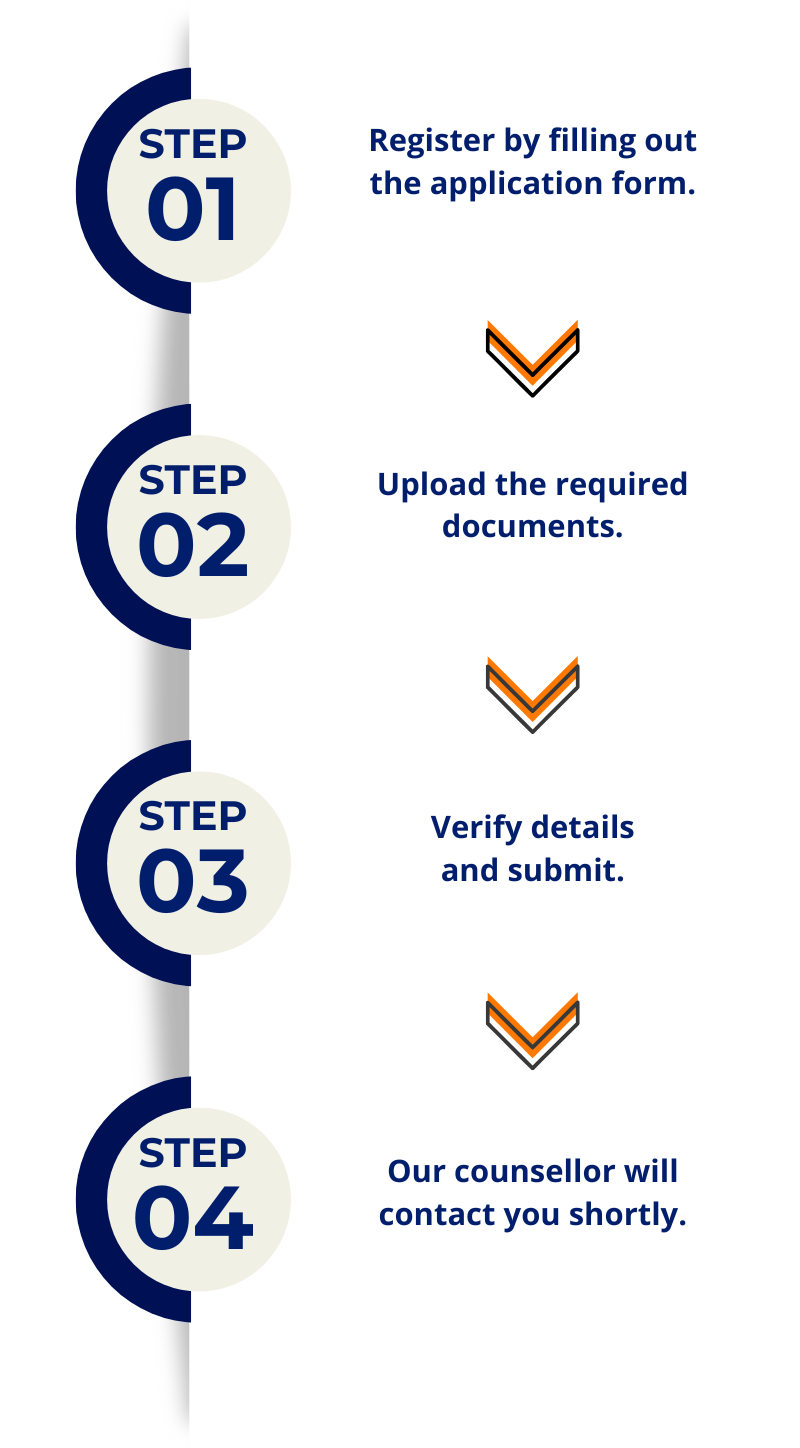 STEP
01
Register by filling out
the application form.
STEP
02
Upload the required
documents.
STEP
03
Verify details
and submit.
STEP
04
Our counsellor will
contact you shortly.